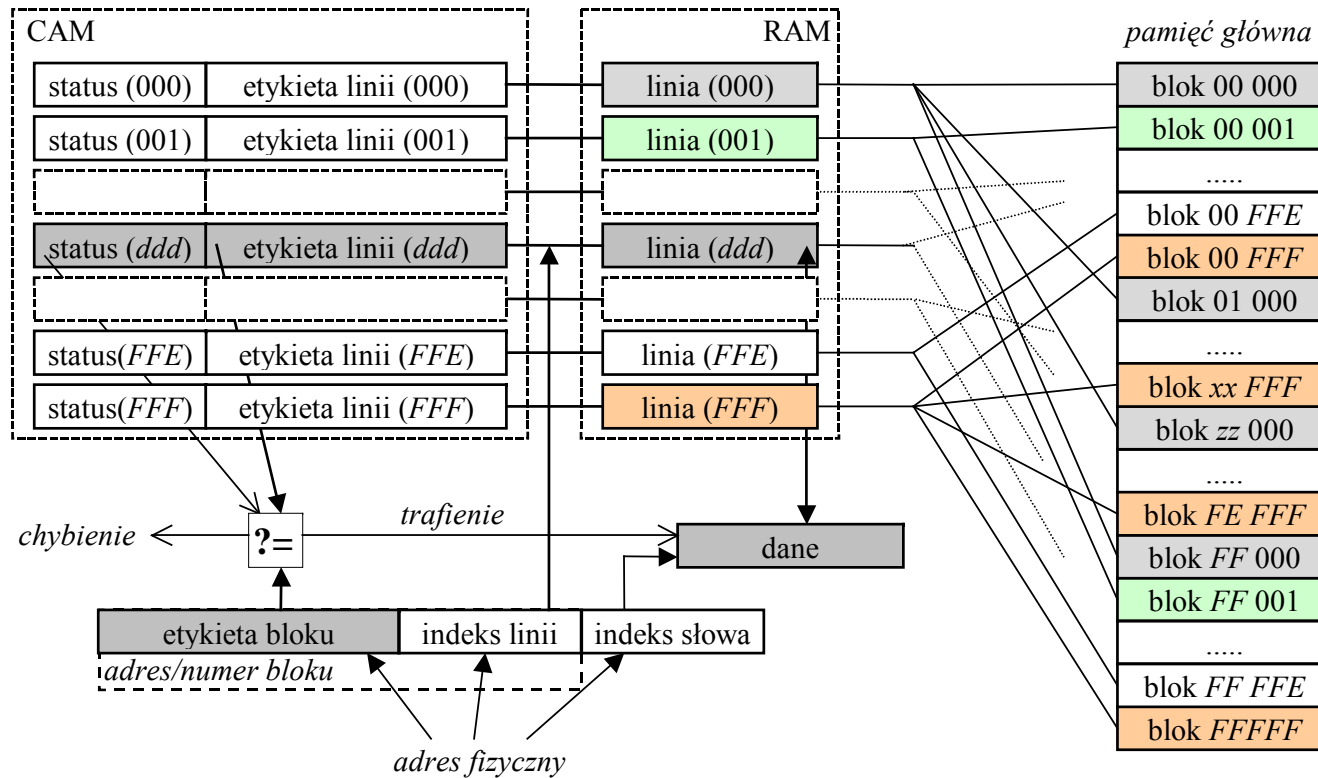 CAM
RAM
pamięć główna
status (000) etykieta linii (000) linia (000) blok 00 000
status (001) etykieta linii (001) linia (001) blok 00 001
.....
blok 00 FFE
status (ddd) etykieta linii (ddd) linia (ddd) blok 00 FFF
blok 01 000
status(FFE) etykieta linii (FFE) linia (FFE) .....
status(FFF) etykieta linii (FFF) linia (FFF) blok xx FFF
blok zz 000
.....
blok FE FFF
chybienie ?= trafienie dane
blok FF 000
blok FF 001
etykieta bloku indeks linii indeks słowa
.....
adres/numer bloku
blok FF FFE
blok FFFFF
adres fizyczny